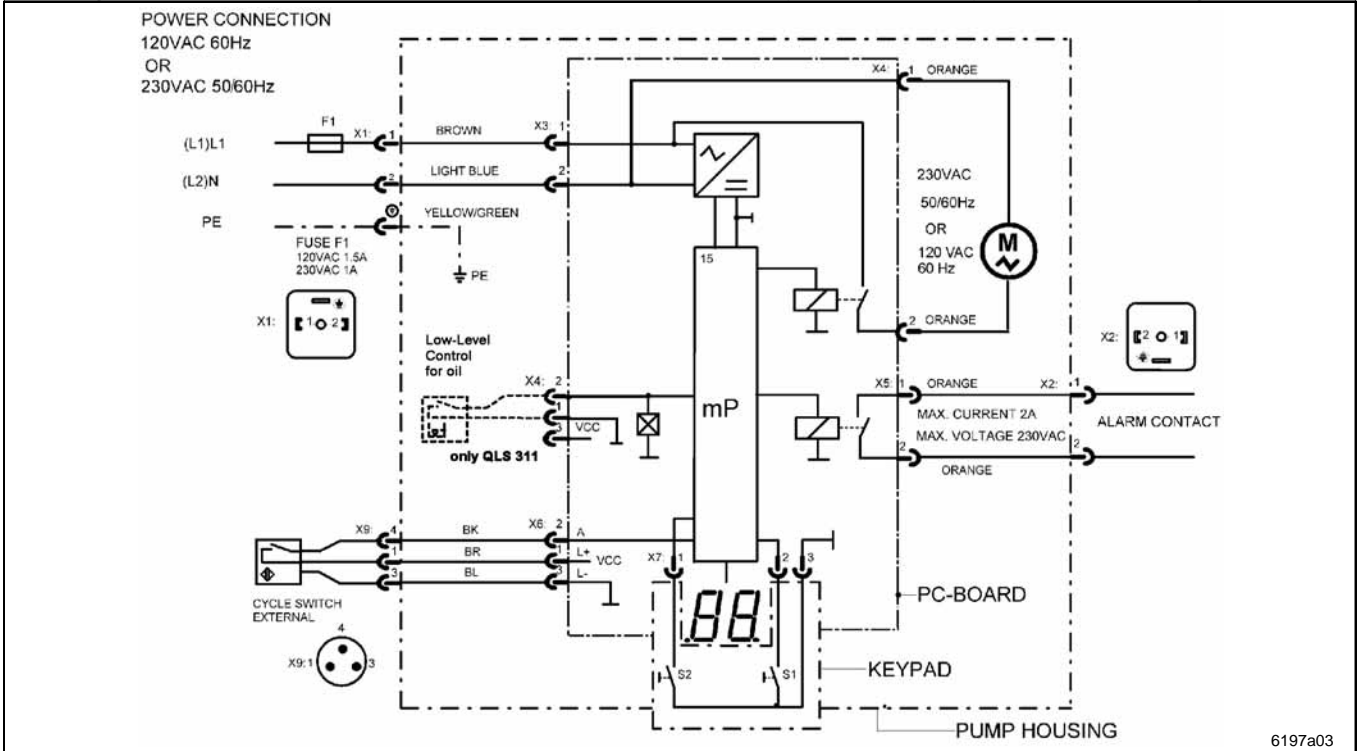 POWER CONNECTION
120VAC 60Hz
OR
230VAC 50/60Hz
X4: 1 ORANGE
F1
X1: 1 BROWN X3: 1
(L1)L1
(L2)N
2 LIGHT BLUE 2
PE
YELLOW/GREEN
FUSE F1
120VAC 1.5A
230VAC 1A
PE
X1: 1 2
230VAC
50/60Hz
OR
120 VAC
60 Hz
M
15
2 ORANGE
X2: 2 1
Low-Level
Control
for oil
X4: 2
1
3 VCC
only QLS 311
mP
X5: 1 ORANGE X2: 1
MAX. CURRENT 2A
MAX. VOLTAGE 230VAC
ALARM CONTACT
2 2
ORANGE
X9: 4 BK X6: 2 A
1 BR 1 L+ VCC
3 BL 3 L-
X7: 1 2 3
CYCLE SWITCH
EXTERNAL
4
X9: 1 3
88
PC-BOARD
S2 S1
KEYPAD
PUMP HOUSING
6197a03